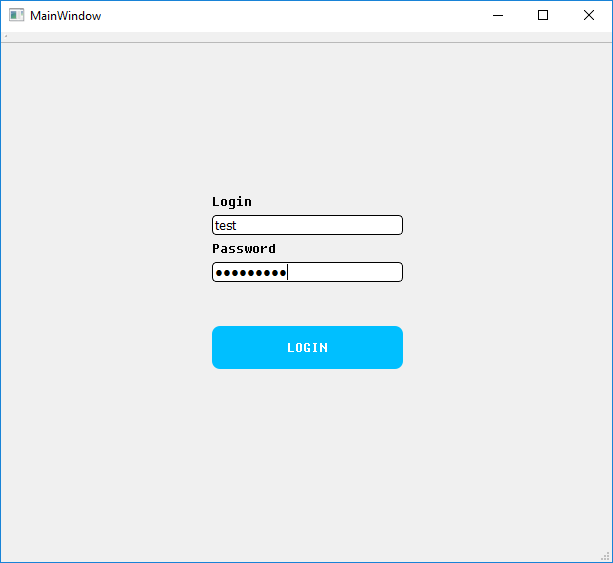 MainWindow
Login
test
Password
●●●●●●●●●
LOGIN